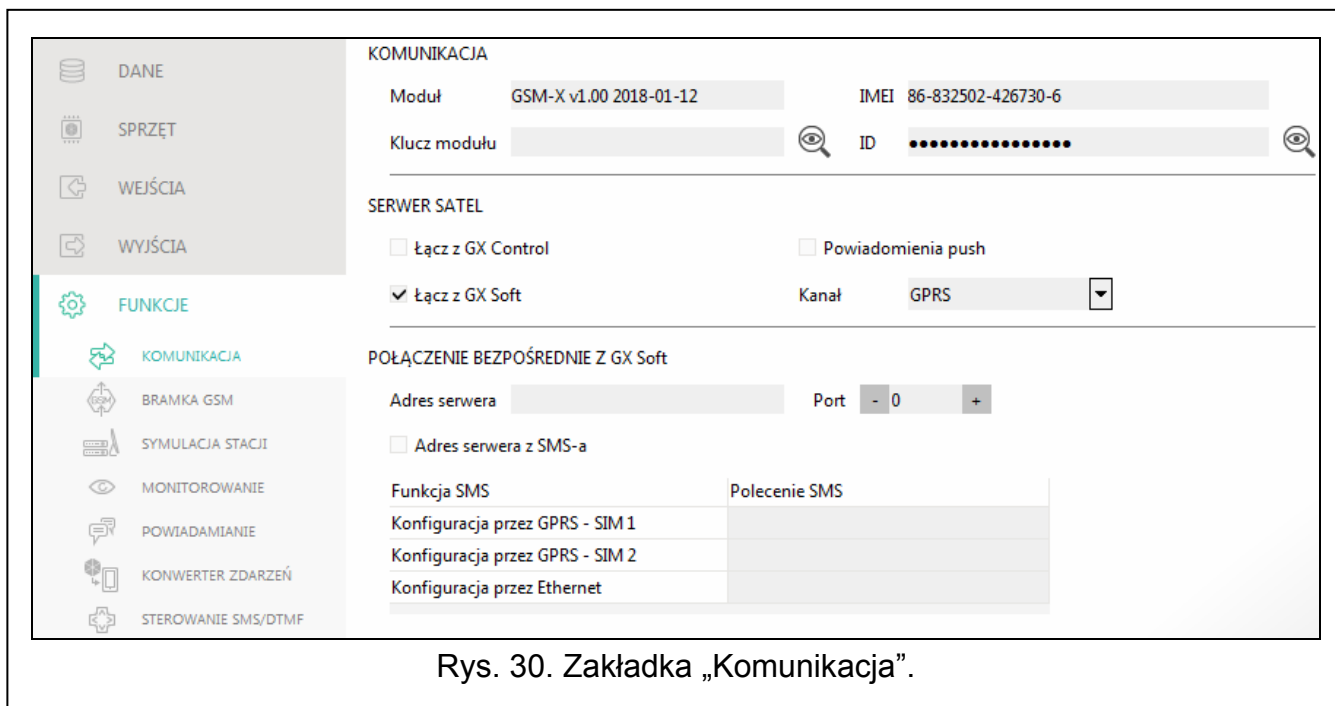 DANE
SPRZĘT
WEJŚCIA
WYJŚCIA
FUNKCJE
KOMUNIKACJA
BRAMKA GSM
SYMULACJA STACJI
MONITOROWANIE
POWIADAMIANIE
KONWERTER ZDARZEŃ
STEROWANIE SMS/DTMF
KOMUNIKACJA
Moduł GSM-X v1.00 2018-01-12 IMEI 86-832502-426730-6
Klucz modułu ID ••••••••••••••••
SERWER SATEL
Łącz z GX Control Powiadomienia push
Łącz z GX Soft Kanał GPRS
POŁĄCZENIE BEZPOŚREDNIE Z GX Soft
Adres serwera Port - 0 +
Adres serwera z SMS-a
Funkcja SMS Polecenie SMS
Konfiguracja przez GPRS - SIM 1
Konfiguracja przez GPRS - SIM 2
Konfiguracja przez Ethernet
Rys. 30. Zakładka „Komunikacja”.